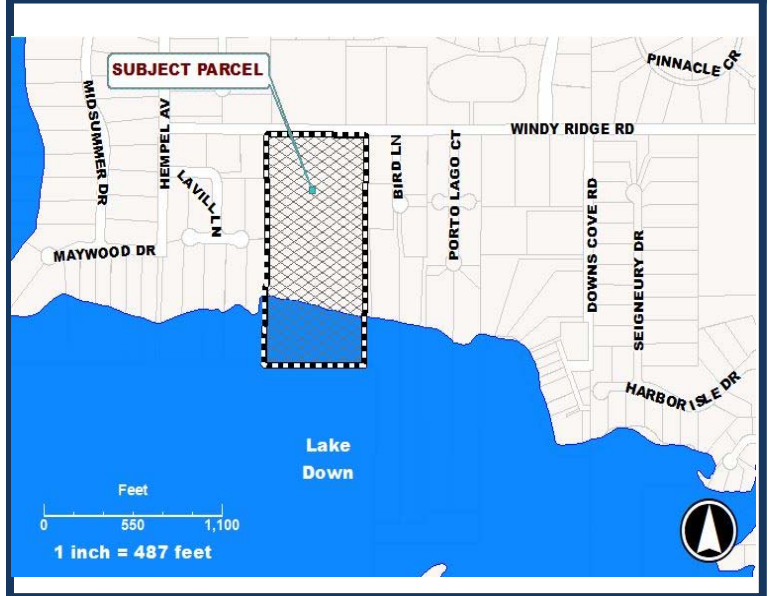 PINNACLE CR
SUBJECT PARCEL
MIDSUMMER DR
HEMPEL AV
WINDY RIDGE RD
LAVILL LN
BIRD LN
PORTO LAGO CT
DOWNS COVE RD
SEIGNEURY DR
MAYWOOD DR
HARBOR ISLE DR
Lake
Down
Feet
0 550 1,100
1 inch = 487 feet